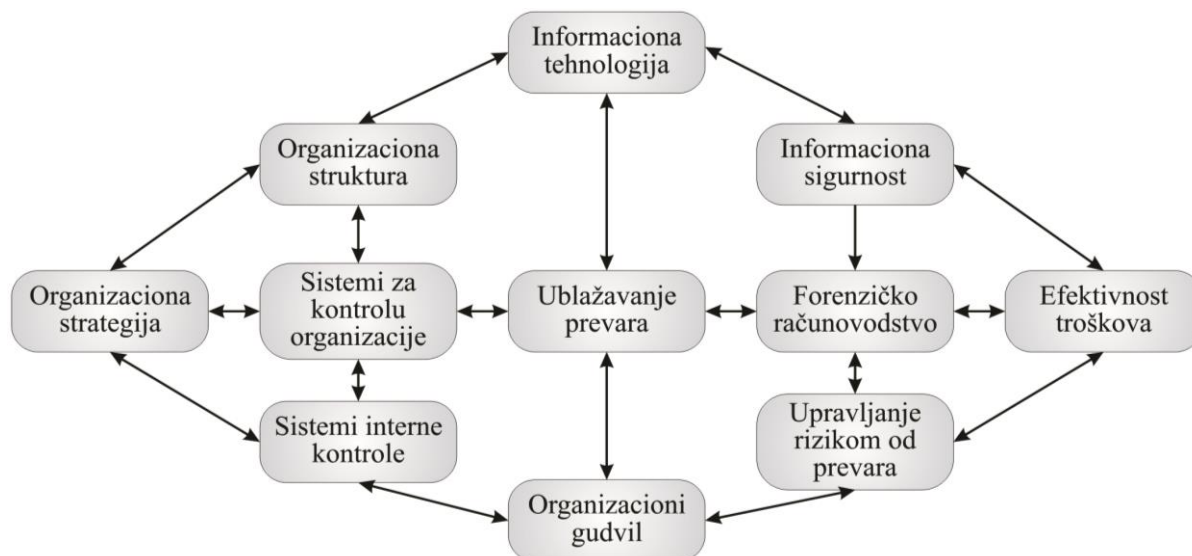 Informaciona
tehnologija
Organizaciona
struktura
Informaciona
sigurnost
Organizaciona
strategija
Sistemi za
kontrolu
organizacije
Ublažavanje
prevara
Forenzičko
računovodstvo
Efektivnost
troškova
Sistemi interne
kontrole
Upravljanje
rizikom od
prevara
Organizacioni
gudvil